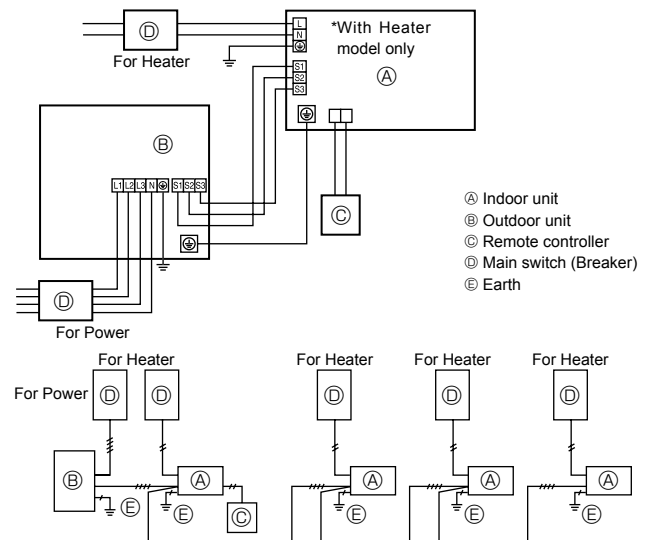 Ⓓ
For Heater
L
N
*With Heater
model only
Ⓐ
S1
S2
S3
Ⓑ
L1 L2 L3 N S1 S2 S3
Ⓒ
Ⓓ
For Power
Ⓐ Indoor unit
Ⓑ Outdoor unit
Ⓒ Remote controller
Ⓓ Main switch (Breaker)
Ⓔ Earth
For Heater For Heater For Heater For Heater
For Power Ⓓ Ⓓ Ⓓ Ⓓ Ⓓ
Ⓑ Ⓐ Ⓐ Ⓐ Ⓐ
Ⓔ Ⓔ Ⓒ Ⓔ Ⓔ Ⓔ